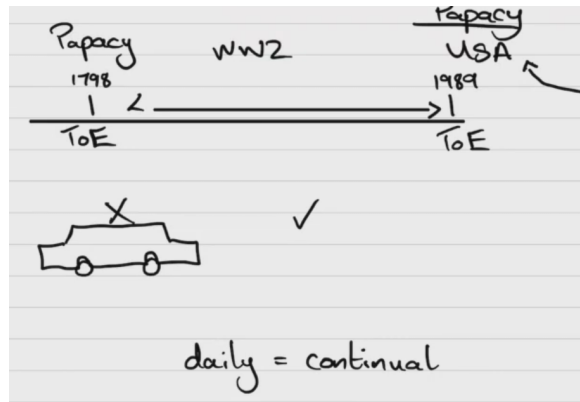 Papacy WW2 Papacy
USA
1798 1989
ToE ToE
daily = continual